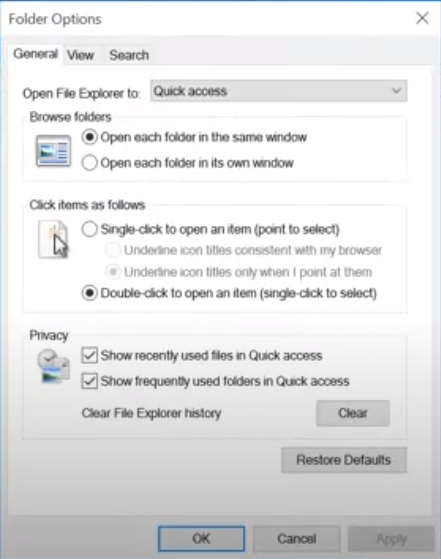 Folder Options
General View Search
Open File Explorer to: Quick access
Browse folders
Open each folder in the same window
Open each folder in its own window
Click items as follows
Single-click to open an item (point to select)
Underline icon titles consistent with my browser
Underline icon titles only when I point at them
Double-click to open an item (single-click to select)
Privacy
Show recently used files in Quick access
Show frequently used folders in Quick access
Clear File Explorer history Clear
Restore Defaults
OK Cancel Apply